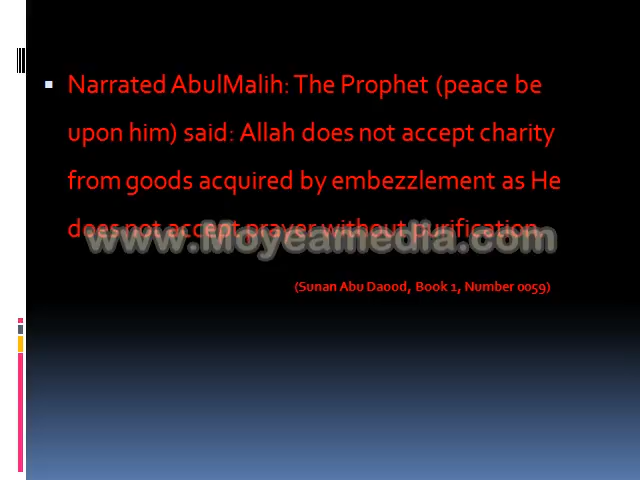 Narrated AbulMalih: The Prophet (peace be
upon him) said: Allah does not accept charity
from goods acquired by embezzlement as He
does not accept prayer without purification.
www.Moyeamedia.com
(Sunan Abu Daood, Book 1, Number 0059)